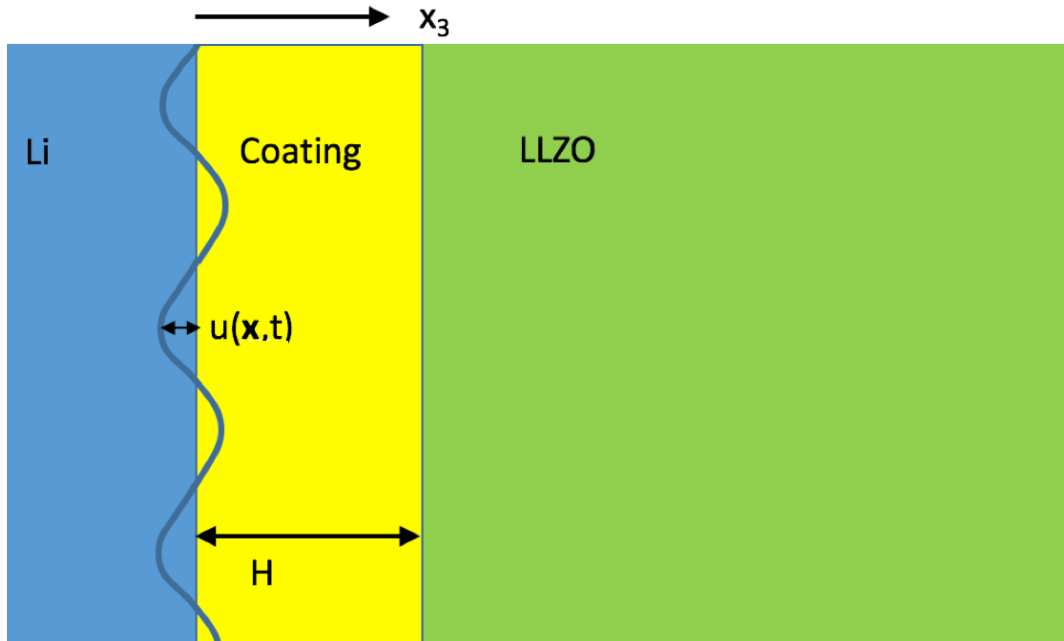 x₃
Li
Coating
LLZO
u(x,t)
H